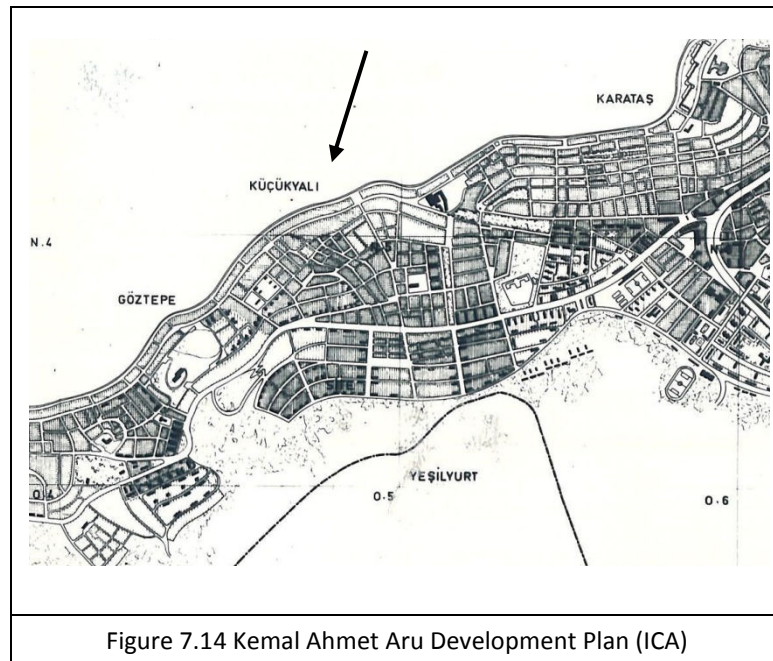 KARATAŞ
KÜÇÜKYALI
N.4
GÖZTEPE
YEŞİLYURT
O.4
O.5
O.6
Figure 7.14 Kemal Ahmet Aru Development Plan (ICA)